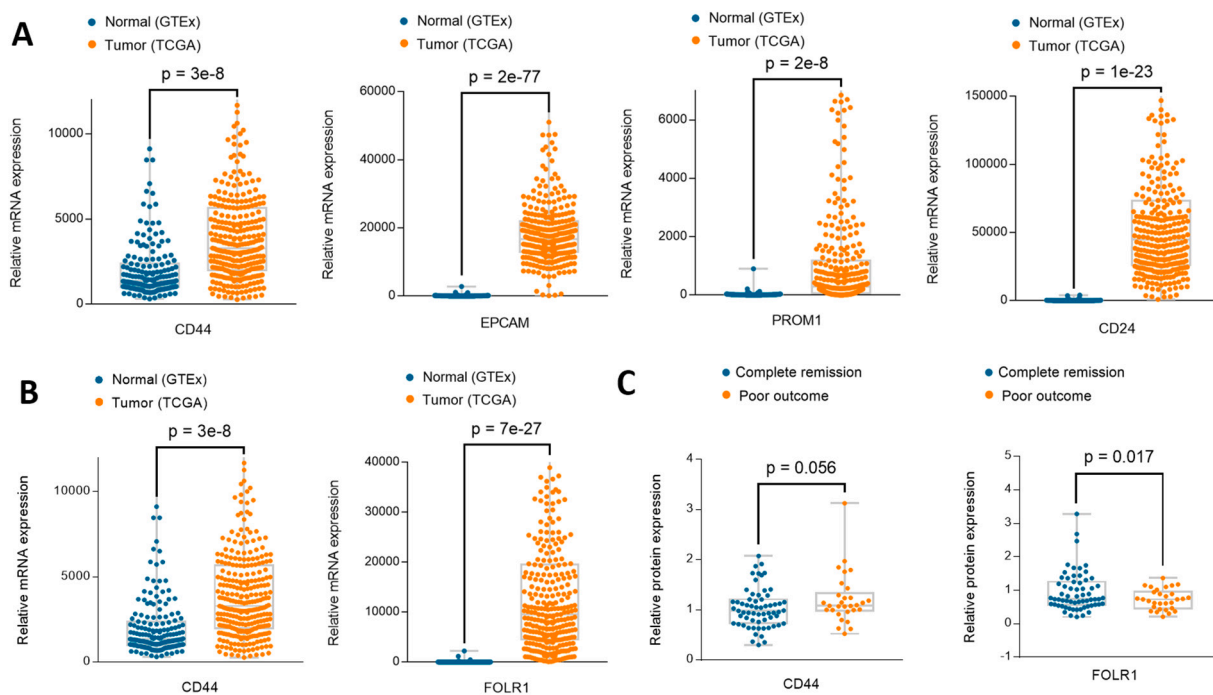 A
Normal (GTEx)
Tumor (TCGA)
p = 3e-8
Relative mRNA expression
10000
5000
0
CD44
Normal (GTEx)
Tumor (TCGA)
p = 2e-77
Relative mRNA expression
60000
40000
20000
0
EPCAM
Normal (GTEx)
Tumor (TCGA)
p = 2e-8
Relative mRNA expression
6000
4000
2000
0
PROM1
Normal (GTEx)
Tumor (TCGA)
p = 1e-23
Relative mRNA expression
150000
100000
50000
0
CD24
B
Normal (GTEx)
Tumor (TCGA)
p = 3e-8
Relative mRNA expression
10000
5000
0
CD44
Normal (GTEx)
Tumor (TCGA)
p = 7e-27
Relative mRNA expression
40000
30000
20000
10000
0
FOLR1
C
Complete remission
Poor outcome
p = 0.056
Relative protein expression
4
3
2
1
0
CD44
Complete remission
Poor outcome
p = 0.017
Relative protein expression
5
4
3
2
1
0
-1
FOLR1